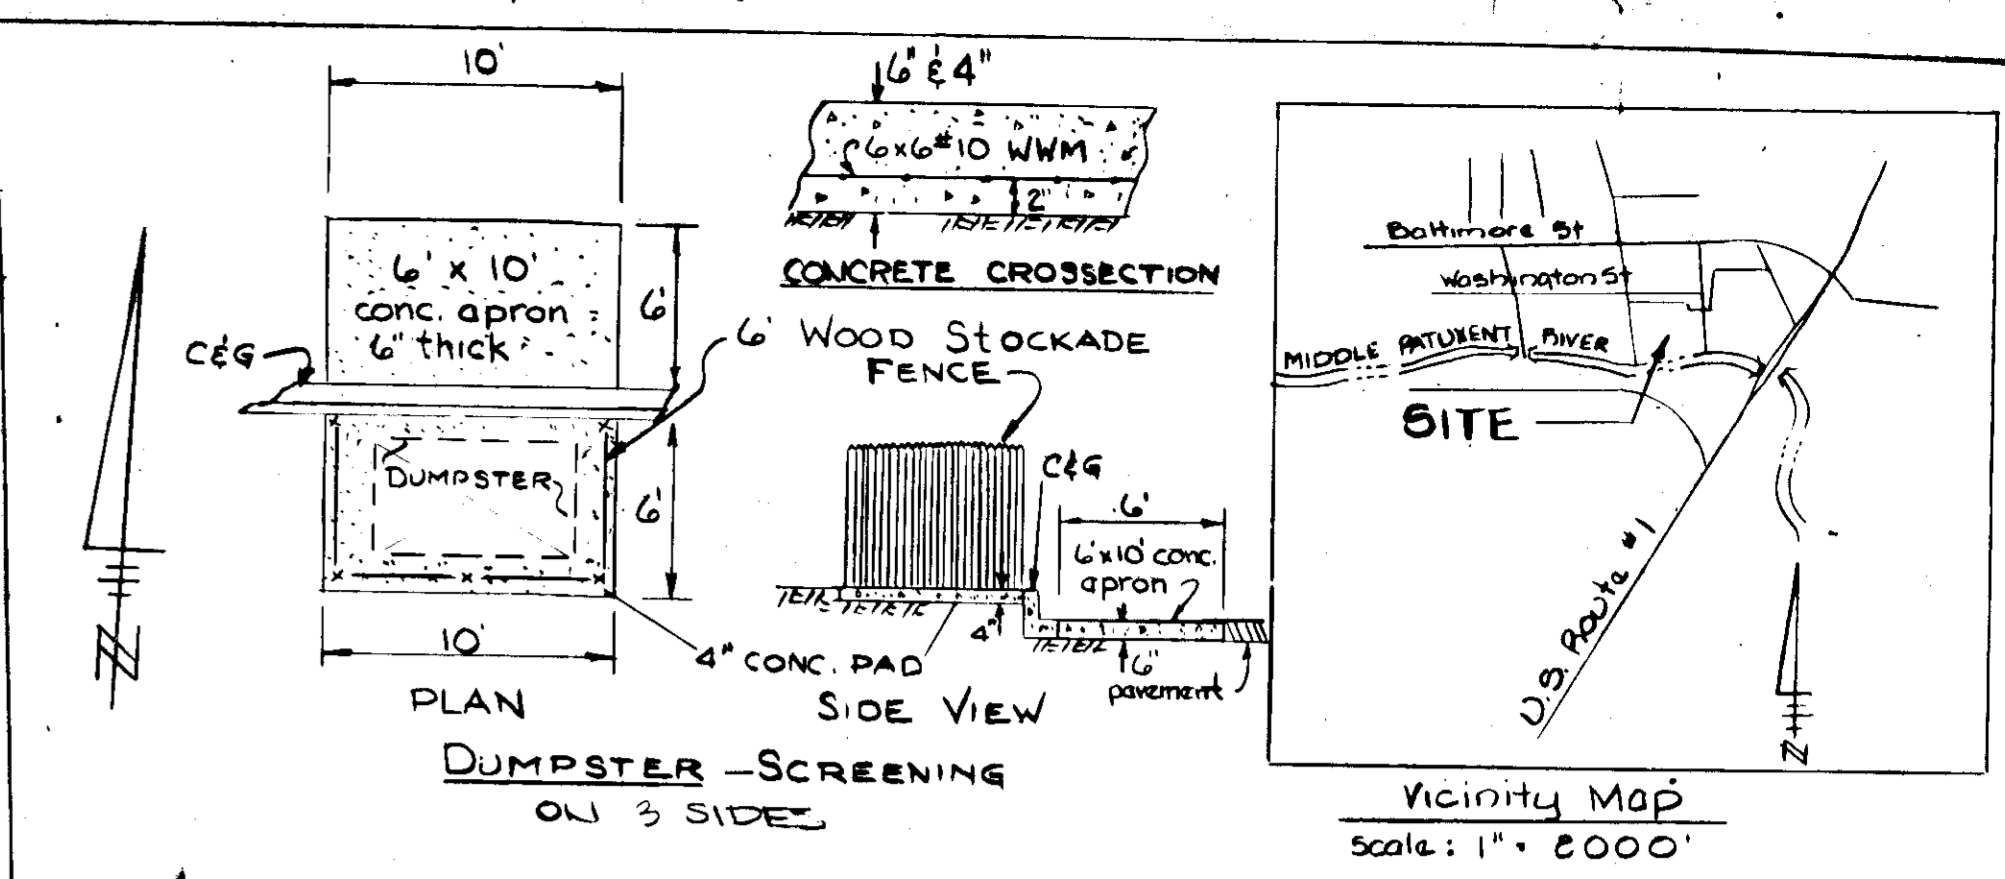 10'
6' x 10'
conc. apron
6" thick
6'
C&G
DUMPSTER
6'
10'
4" CONC. PAD
PLAN
6" & 4"
6x6 #10 WWM
2"
CONCRETE CROSSECTION
6' WOOD STOCKADE
FENCE
C&G
6'
6'x10' conc.
apron
4"
6"
pavement
SIDE VIEW
DUMPSTER - SCREENING
ON 3 SIDES
Baltimore St
Washington St
MIDDLE PATUXENT RIVER
SITE
U.S. Route #1
N
N
Vicinity Map
Scale: 1" = 2000'